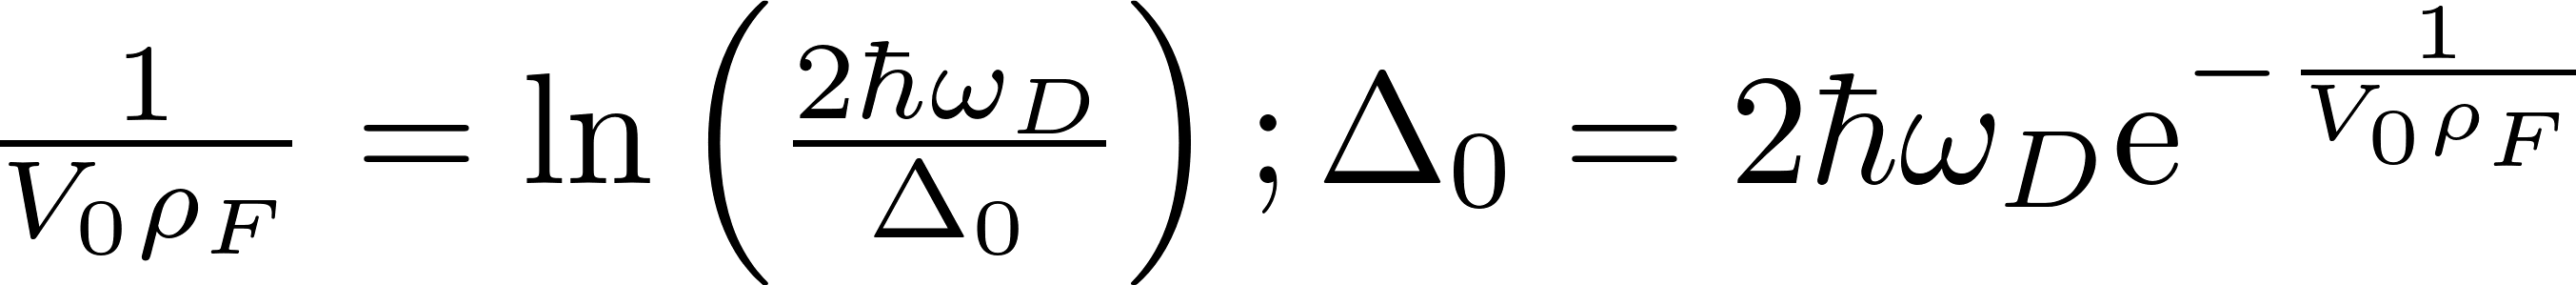 \frac{1}{V_0 \rho_F} = \ln\left(\frac{2\hbar\omega_D}{\Delta_0}\right); \Delta_0 = 2\hbar\omega_D \mathrm{e}^{-\frac{1}{V_0 \rho_F}}